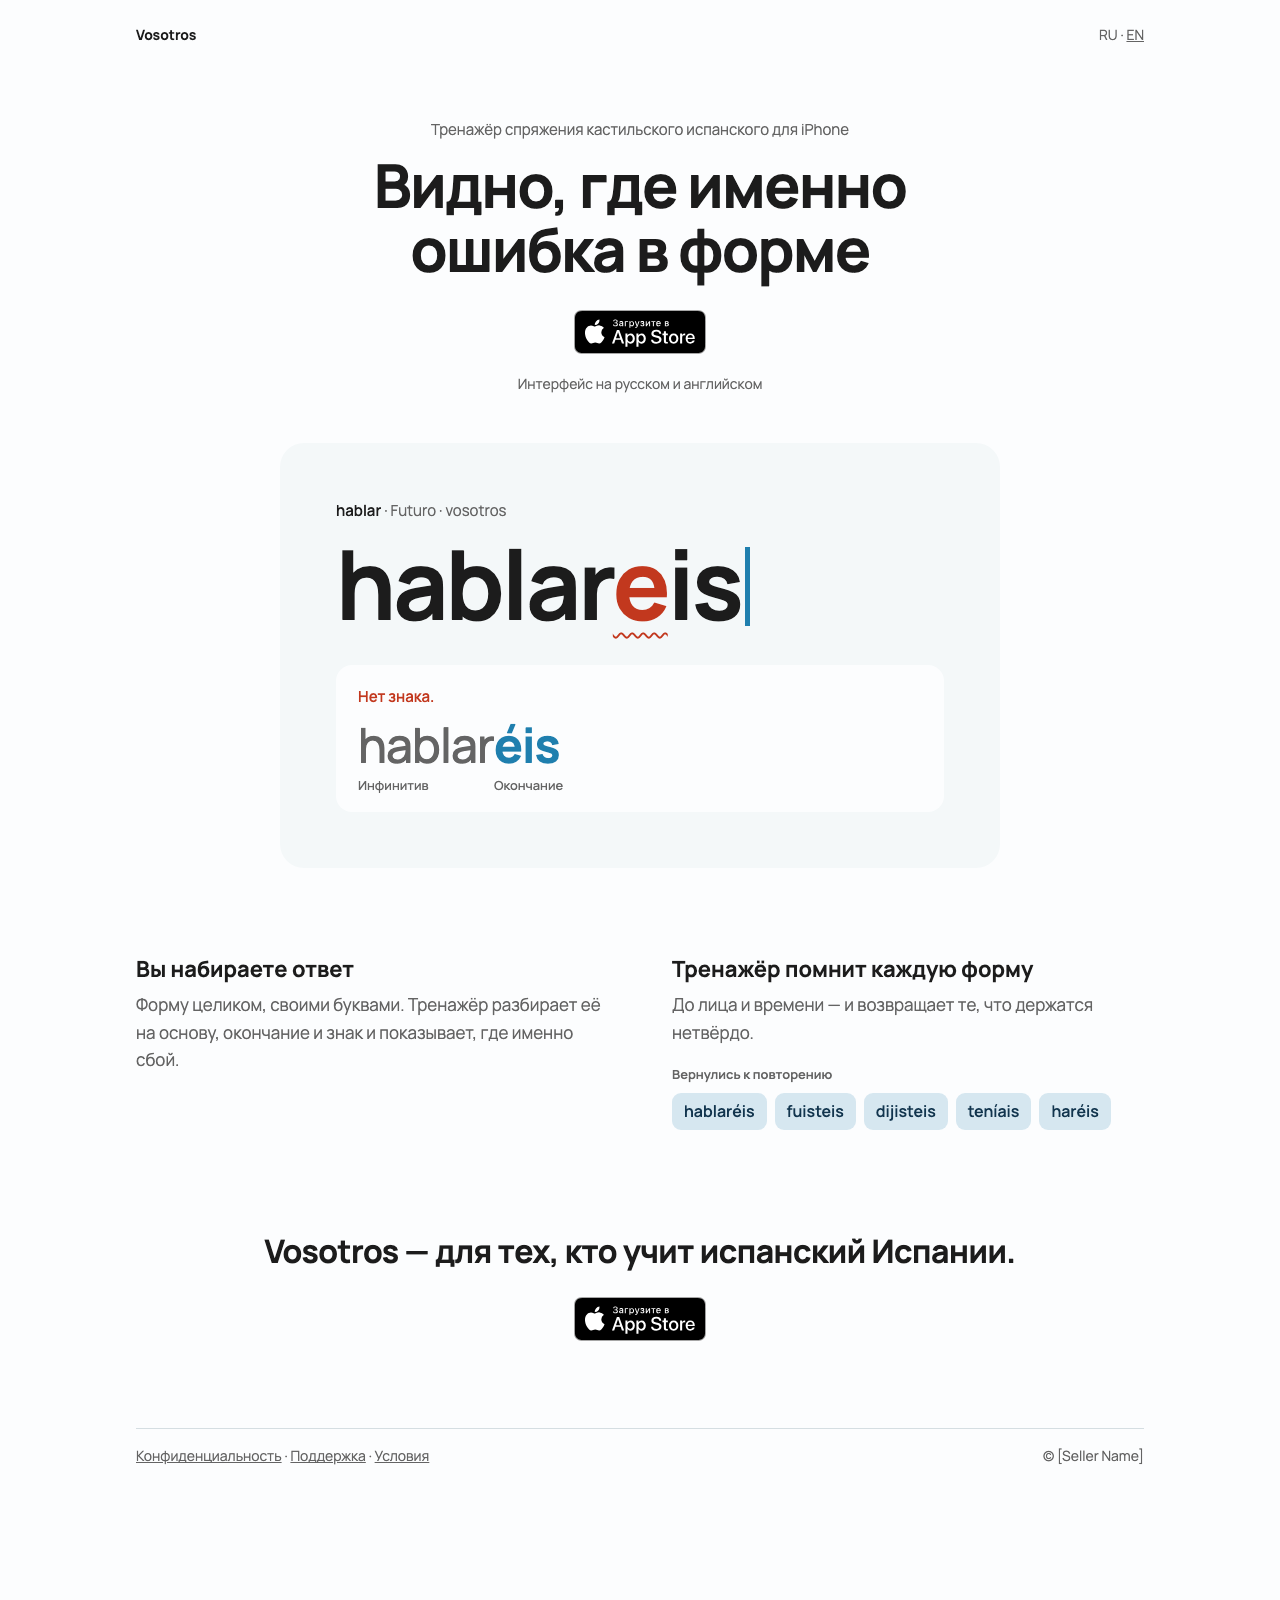 Vosotros
RU · EN
Тренажёр спряжения кастильского испанского для iPhone
Видно, где именно
ошибка в форме
Загрузите в
App Store
Интерфейс на русском и английском
hablar · Futuro · vosotros
hablareis
Нет знака.
hablaréis
Инфинитив Окончание
Вы набираете ответ
Форму целиком, своими буквами. Тренажёр разбирает её
на основу, окончание и знак и показывает, где именно
сбой.
Тренажёр помнит каждую форму
До лица и времени — и возвращает те, что держатся
нетвёрдо.
Вернулись к повторению
hablaréis fuisteis dijisteis teníais haréis
Vosotros — для тех, кто учит испанский Испании.
Загрузите в
App Store
Конфиденциальность · Поддержка · Условия
© [Seller Name]